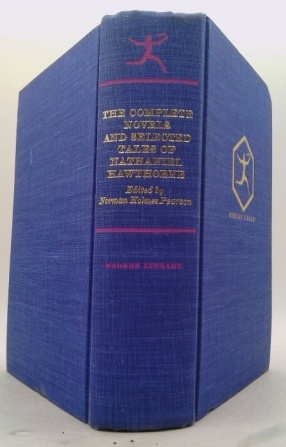 THE COMPLETE
NOVELS
AND SELECTED
TALES OF
NATHANIEL
HAWTHORNE
Edited by
Norman Holmes Pearson
MODERN LIBRARY